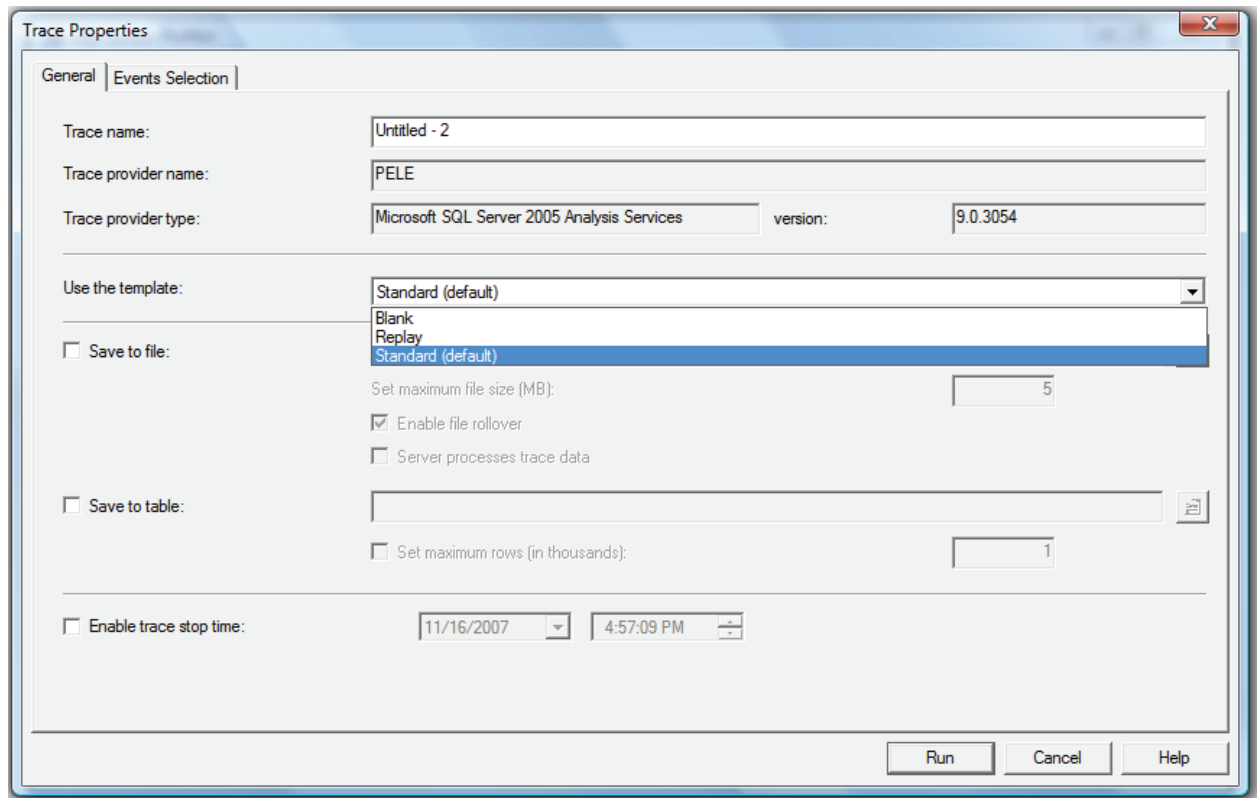 Trace Properties
General
Events Selection
Trace name:
Untitled - 2
Trace provider name:
PELE
Trace provider type:
Microsoft SQL Server 2005 Analysis Services
version:
9.0.3054
Use the template:
Standard (default)
Blank
Replay
Standard (default)
Save to file:
Set maximum file size (MB):
5
Enable file rollover
Server processes trace data
Save to table:
Set maximum rows (in thousands):
1
Enable trace stop time:
11/16/2007
4:57:09 PM
Run
Cancel
Help